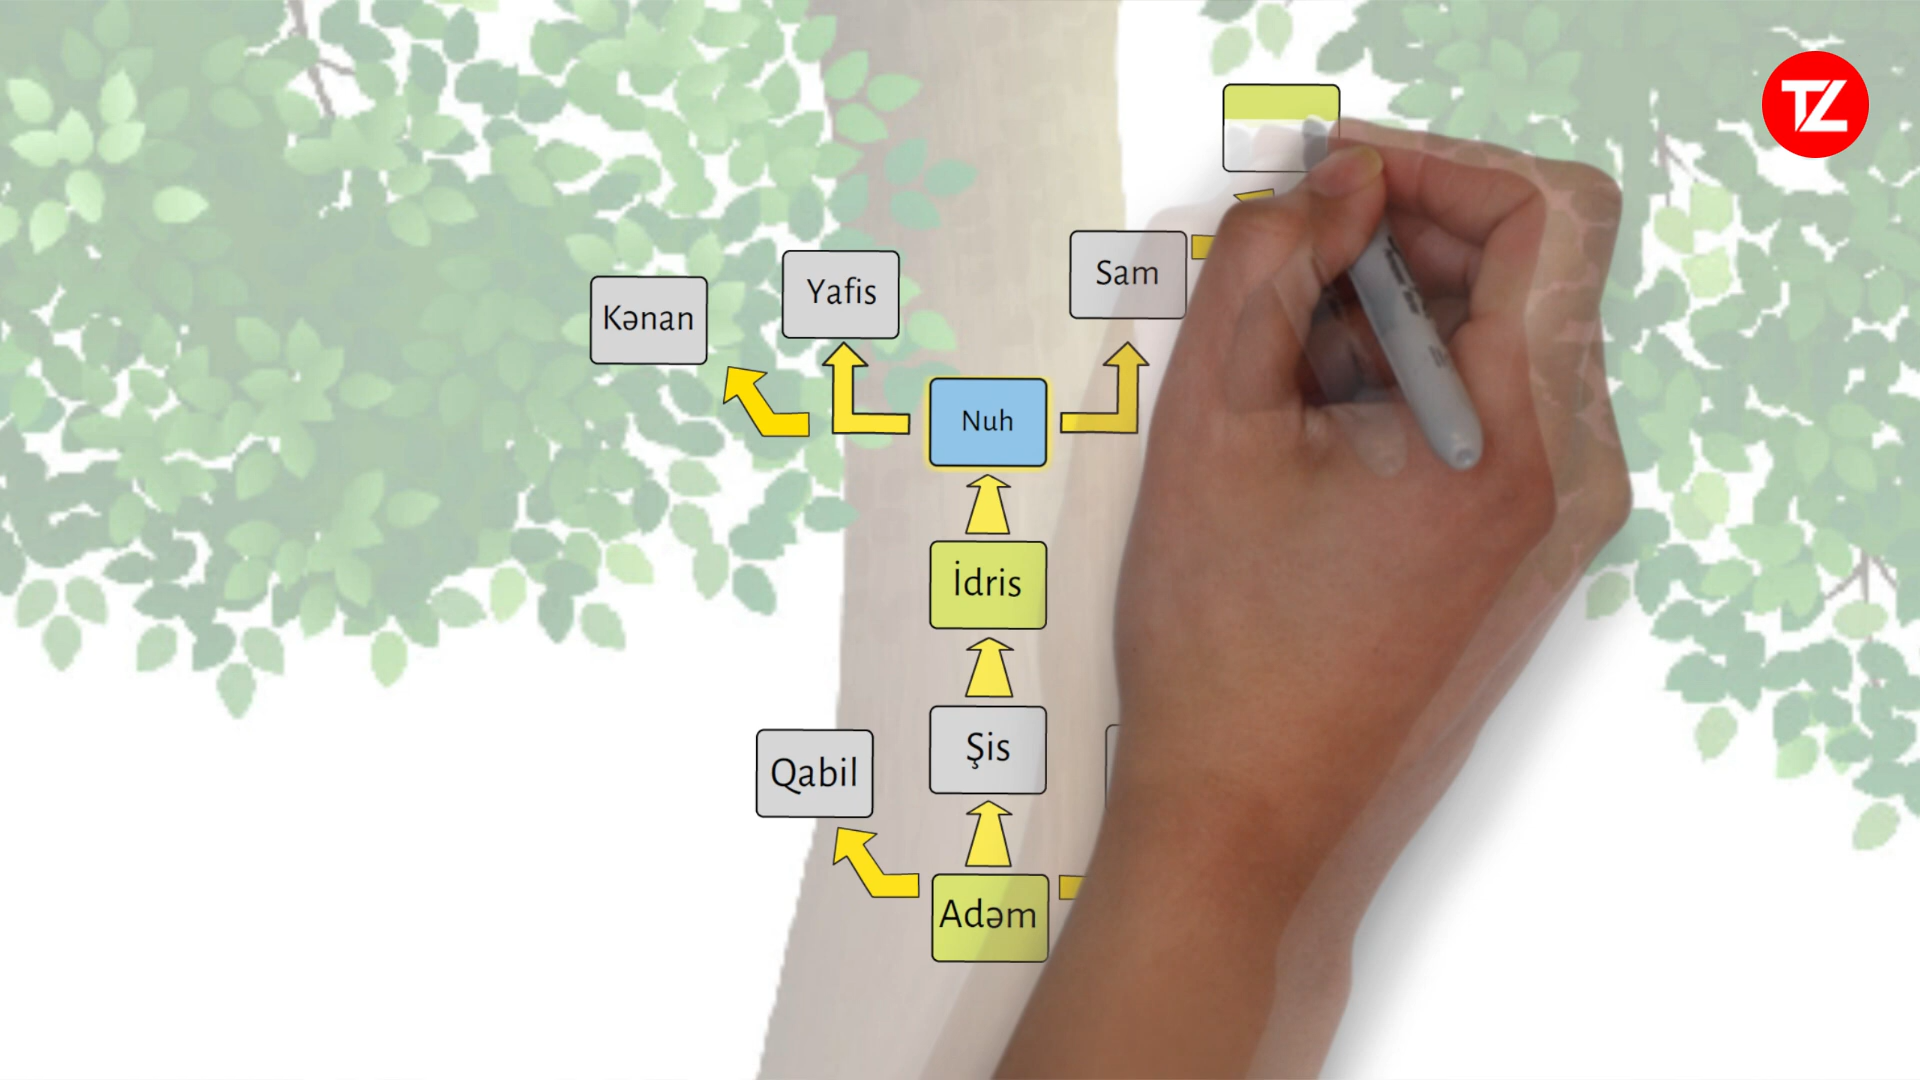 TZ
Sam
Yafis
Kənan
Nuh
İdris
Şis
Qabil
Adəm